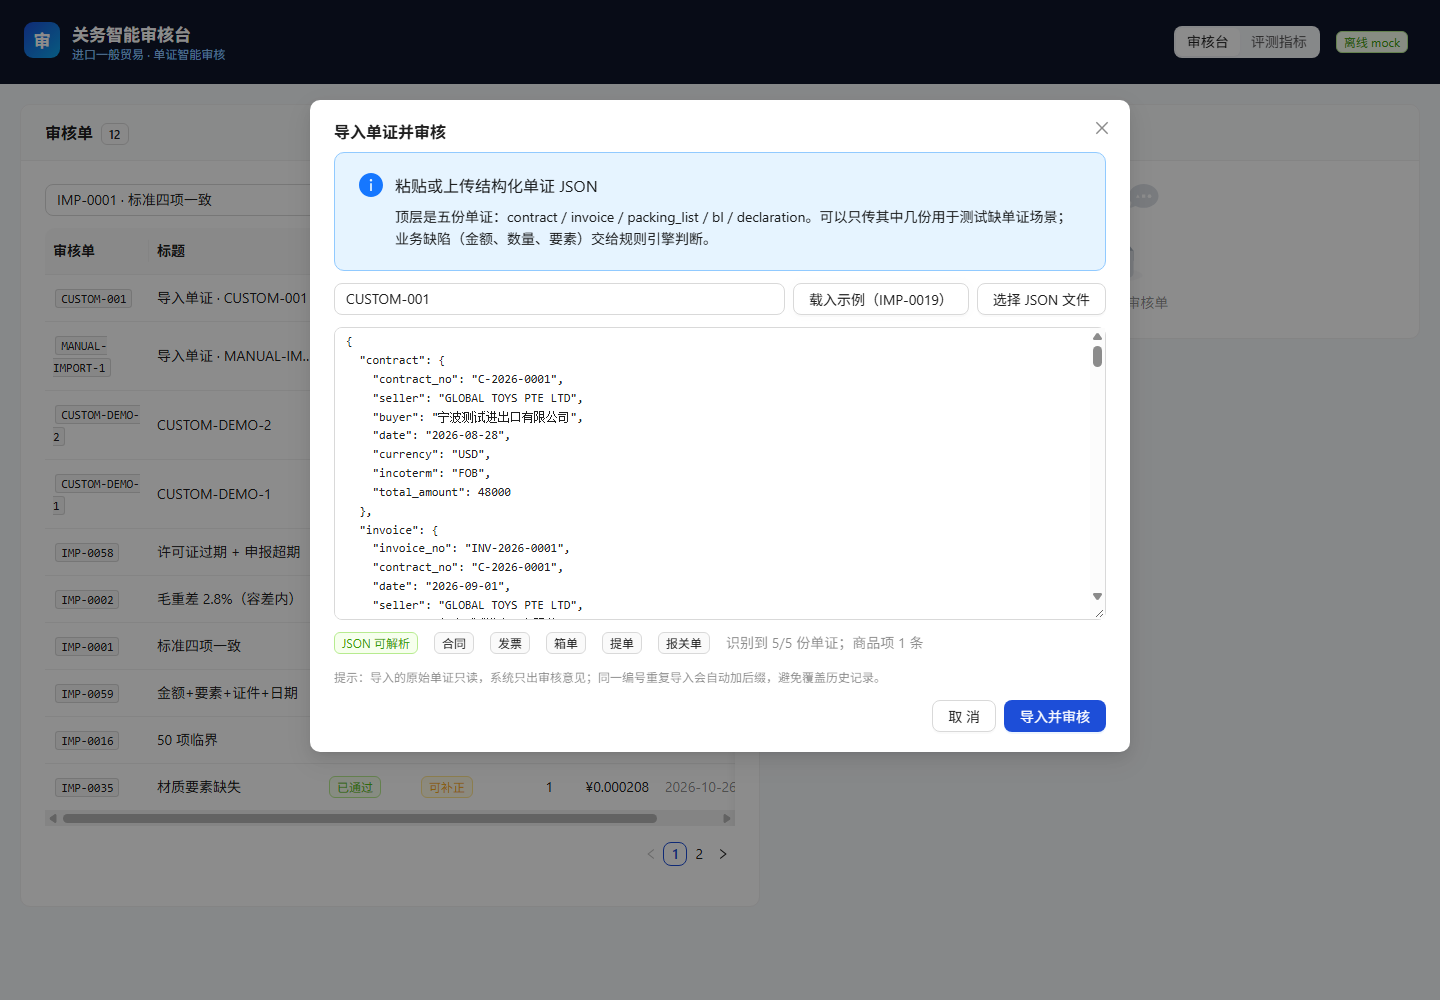 审
关务智能审核台
进口一般贸易 · 单证智能审核
审核台
评测指标
离线 mock
审核单 12
IMP-0001 · 标准四项一致
审核单 标题
CUSTOM-001 导入单证 · CUSTOM-001
MANUAL-IMPORT-1 导入单证 · MANUAL-IM...
CUSTOM-DEMO-2 CUSTOM-DEMO-2
CUSTOM-DEMO-1 CUSTOM-DEMO-1
IMP-0058 许可证过期 + 申报超期
IMP-0002 毛重差 2.8%（容差内）
IMP-0001 标准四项一致
IMP-0059 金额+要素+证件+日期
IMP-0016 50 项临界
IMP-0035 材质要素缺失 已通过 可补正 1 ¥0.000208 2026-10-26
1 2
审核单
导入单证并审核
粘贴或上传结构化单证 JSON
顶层是五份单证：contract / invoice / packing_list / bl / declaration。可以只传其中几份用于测试缺单证场景；
业务缺陷（金额、数量、要素）交给规则引擎判断。
CUSTOM-001
载入示例（IMP-0019）
选择 JSON 文件
{
"contract": {
"contract_no": "C-2026-0001",
"seller": "GLOBAL TOYS PTE LTD",
"buyer": "宁波测试进出口有限公司",
"date": "2026-08-28",
"currency": "USD",
"incoterm": "FOB",
"total_amount": 48000
},
"invoice": {
"invoice_no": "INV-2026-0001",
"contract_no": "C-2026-0001",
"date": "2026-09-01",
"seller": "GLOBAL TOYS PTE LTD",
JSON 可解析 合同 发票 箱单 提单 报关单 识别到 5/5 份单证；商品项 1 条
提示：导入的原始单证只读，系统只出审核意见；同一编号重复导入会自动加后缀，避免覆盖历史记录。
取 消
导入并审核